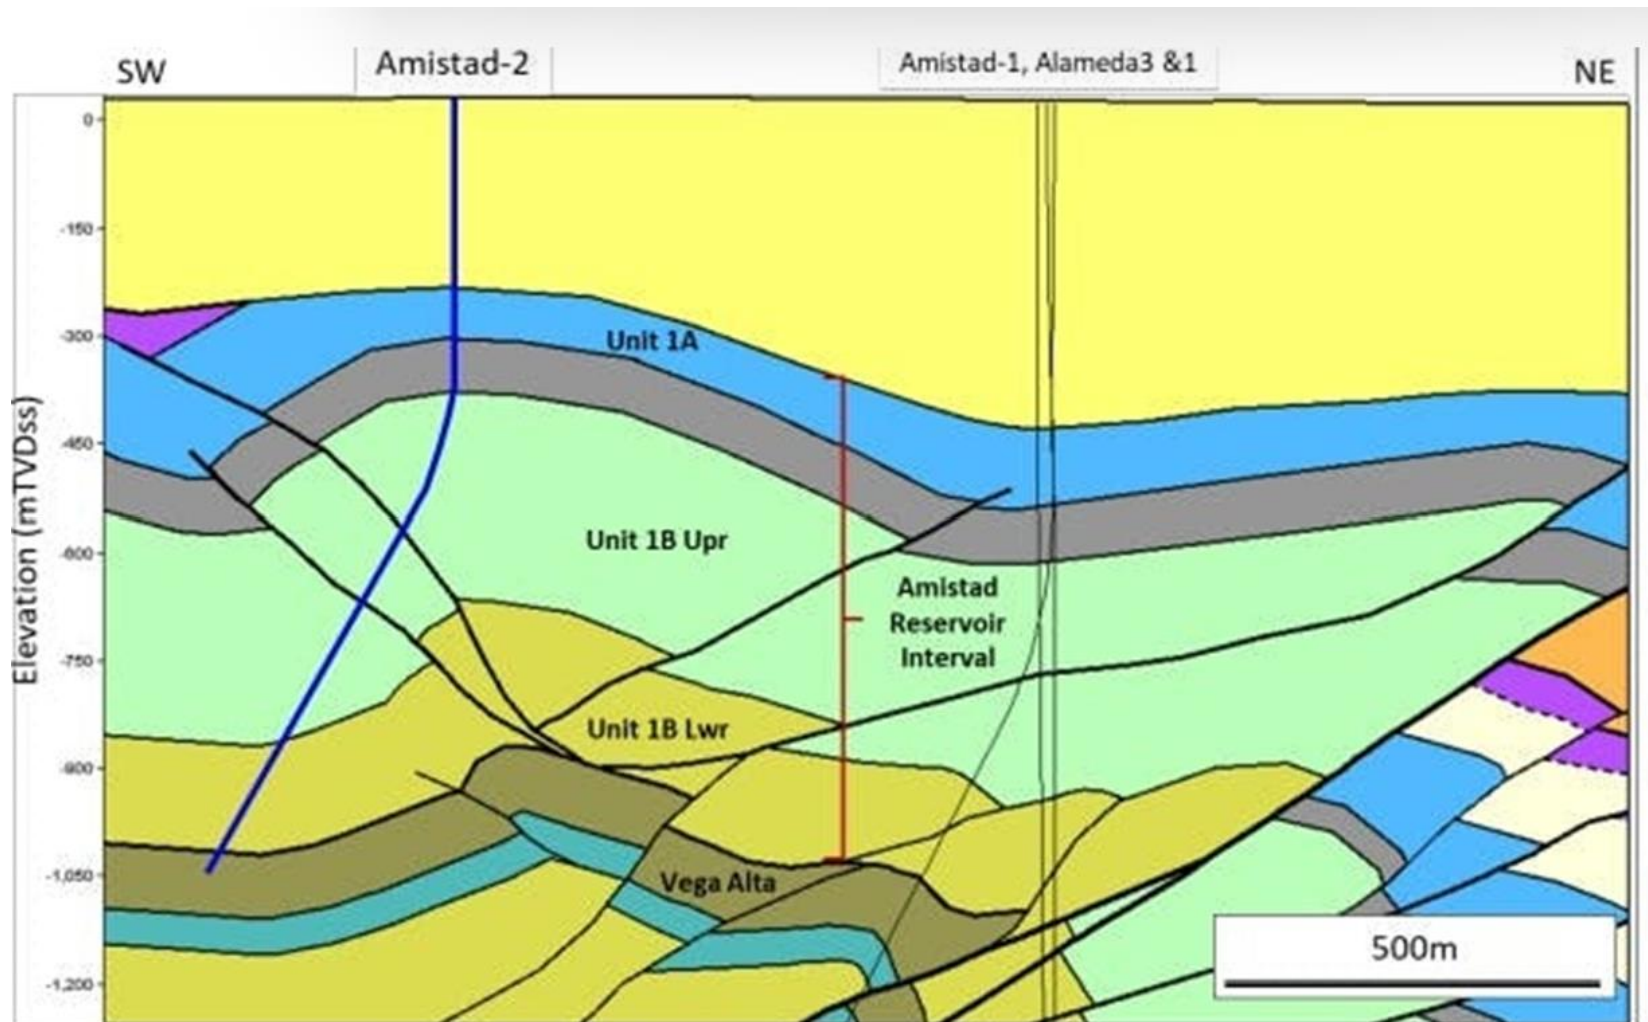 SW
Amistad-2
Amistad-1, Alameda3 &1
NE
Elevation (mTVDss)
0
-150
-300
-450
-600
-750
-900
-1,050
-1,200
Unit 1A
Unit 1B Upr
Amistad
Reservoir
Interval
Unit 1B Lwr
Vega Alta
500m